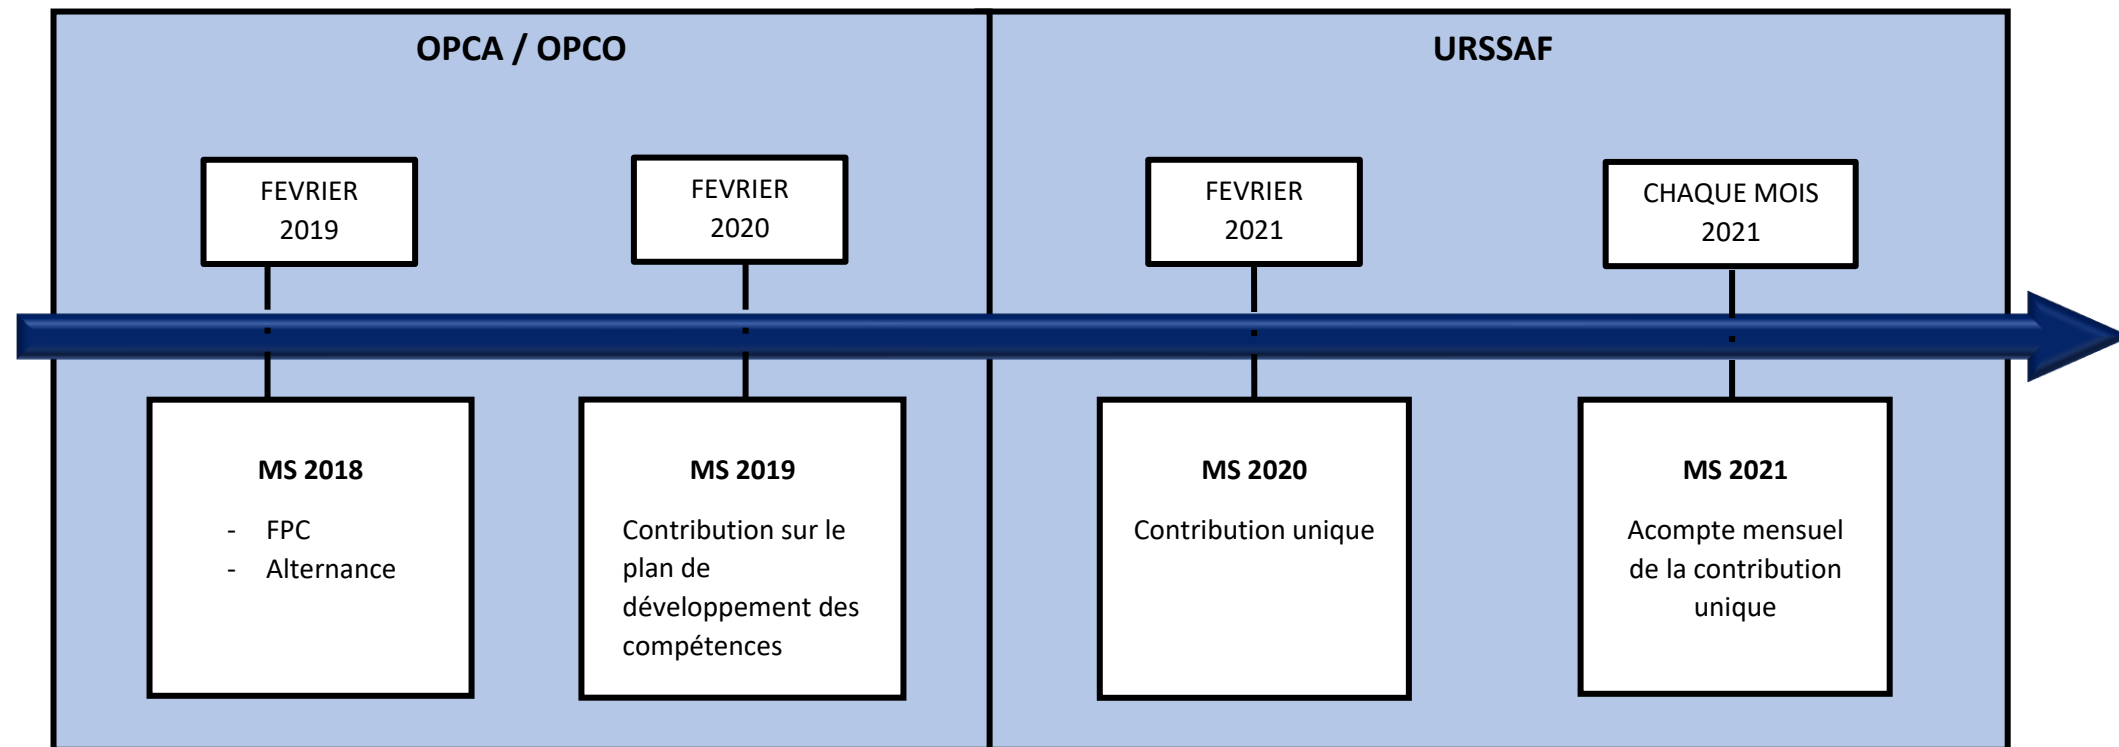 OPCA / OPCO
URSSAF
FEVRIER
2019
FEVRIER
2020
FEVRIER
2021
CHAQUE MOIS
2021
MS 2018
- FPC
- Alternance
MS 2019
Contribution sur le
plan de
développement des
compétences
MS 2020
Contribution unique
MS 2021
Acompte mensuel
de la contribution
unique